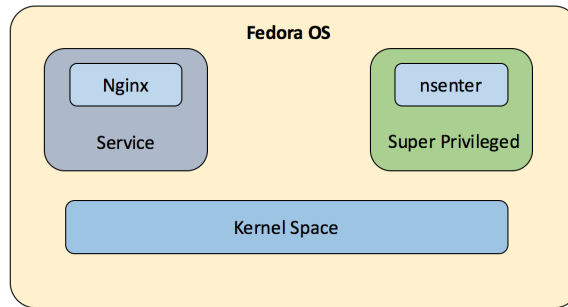 Fedora OS
Nginx
Service
nsenter
Super Privileged
Kernel Space